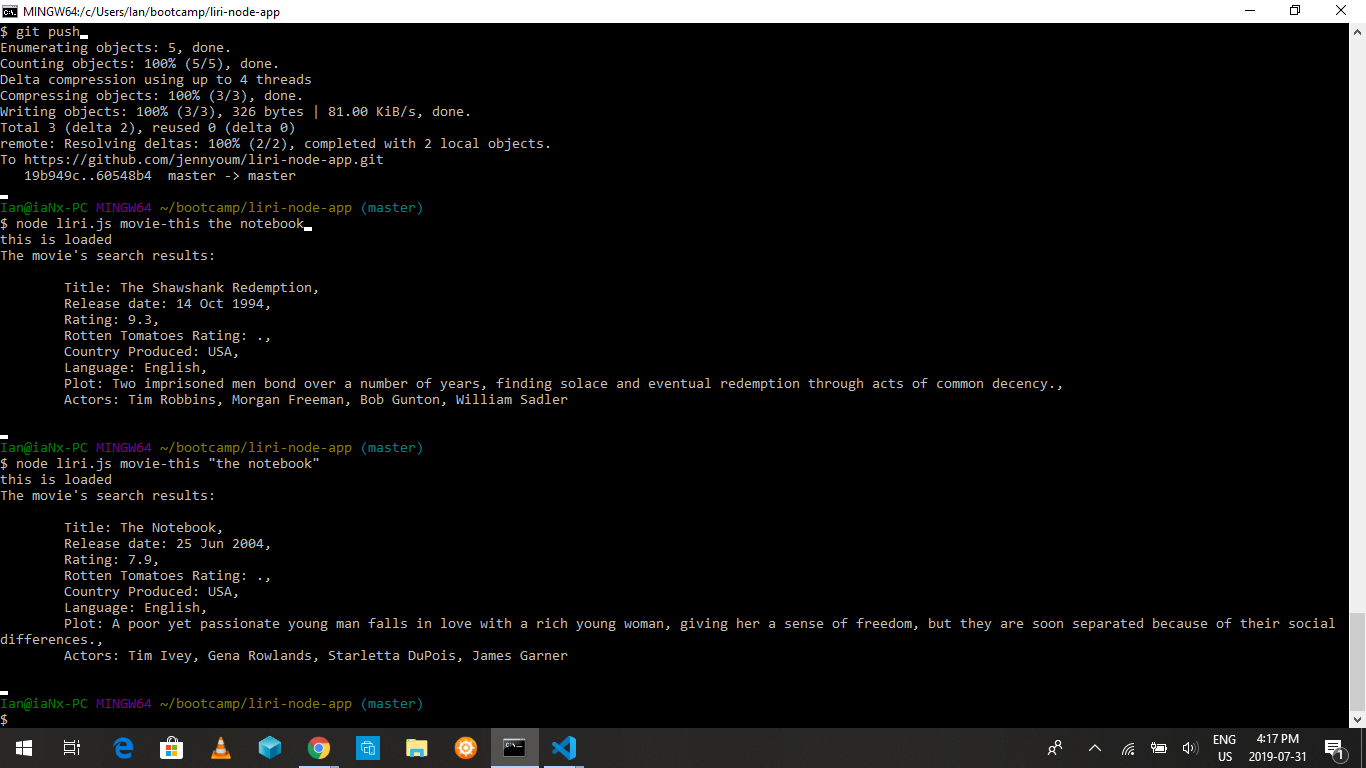 MINGW64:/c/Users/Ian/bootcamp/liri-node-app
$ git push
Enumerating objects: 5, done.
Counting objects: 100% (5/5), done.
Delta compression using up to 4 threads
Compressing objects: 100% (3/3), done.
Writing objects: 100% (3/3), 326 bytes | 81.00 KiB/s, done.
Total 3 (delta 2), reused 0 (delta 0)
remote: Resolving deltas: 100% (2/2), completed with 2 local objects.
To https://github.com/jennyoum/liri-node-app.git
   19b949c..60548b4  master -> master
Ian@iaNx-PC MINGW64 ~/bootcamp/liri-node-app (master)
$ node liri.js movie-this the notebook
this is loaded
The movie's search results:
Title: The Shawshank Redemption,
Release date: 14 Oct 1994,
Rating: 9.3,
Rotten Tomatoes Rating: .,
Country Produced: USA,
Language: English,
Plot: Two imprisoned men bond over a number of years, finding solace and eventual redemption through acts of common decency.,
Actors: Tim Robbins, Morgan Freeman, Bob Gunton, William Sadler
Ian@iaNx-PC MINGW64 ~/bootcamp/liri-node-app (master)
$ node liri.js movie-this "the notebook"
this is loaded
The movie's search results:
Title: The Notebook,
Release date: 25 Jun 2004,
Rating: 7.9,
Rotten Tomatoes Rating: .,
Country Produced: USA,
Language: English,
Plot: A poor yet passionate young man falls in love with a rich young woman, giving her a sense of freedom, but they are soon separated because of their social
differences.,
Actors: Tim Ivey, Gena Rowlands, Starletta DuPois, James Garner
Ian@iaNx-PC MINGW64 ~/bootcamp/liri-node-app (master)
$
ENG
US
4:17 PM
2019-07-31
1